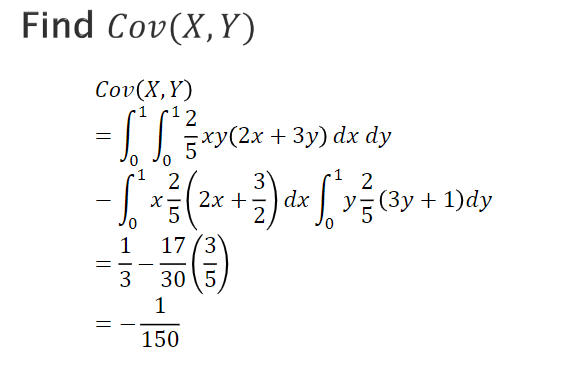 Find Cov(X, Y)
Cov(X, Y)
= ∫₀¹ ∫₀¹ 2/5 xy(2x + 3y) dx dy
− ∫₀¹ x 2/5 (2x + 3/2) dx ∫₀¹ y 2/5 (3y + 1)dy
= 1/3 − 17/30 (3/5)
= − 1/150